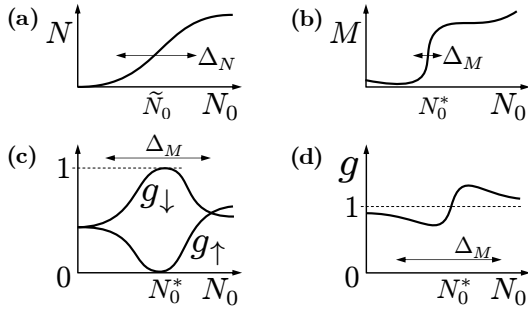 (a)
N
Δ_N
Ñ_0
N_0
(b)
M
Δ_M
N_0^*
N_0
(c)
Δ_M
1
g_↓
g_↑
0
N_0^*
N_0
(d)
g
1
Δ_M
0
N_0^*
N_0